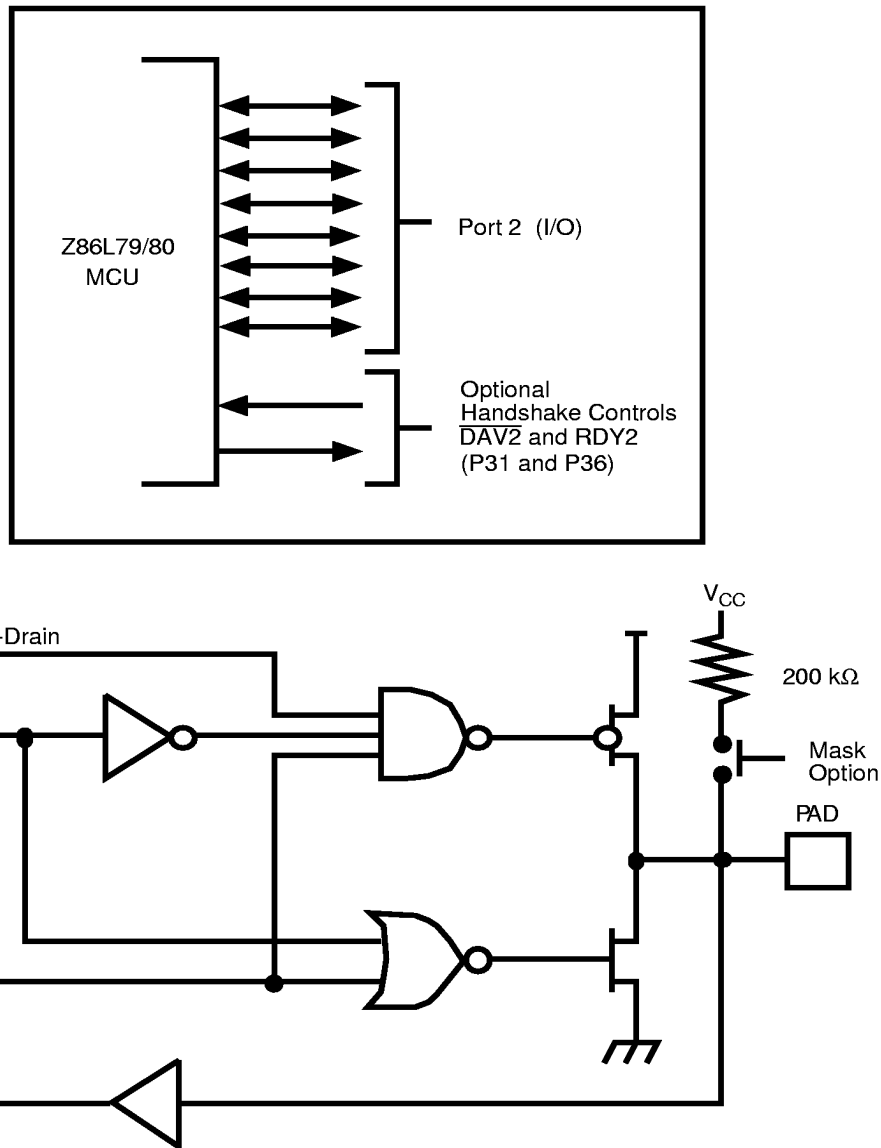 Z86L79/80
MCU
Port 2 (I/O)
Optional
Handshake Controls
DAV2 and RDY2
(P31 and P36)
VCC
-Drain
200 kΩ
Mask
Option
PAD